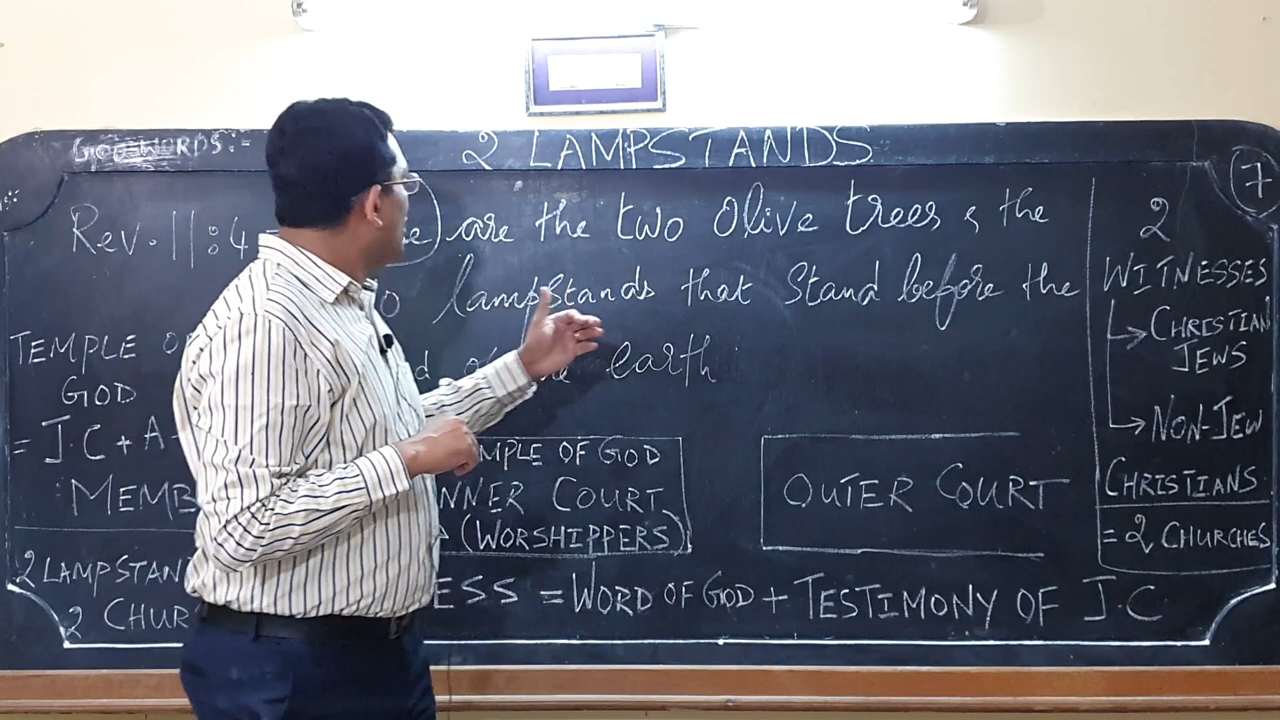 GOD WORDS:-
2 LAMPSTANDS
7
Rev. 11:4 are the two Olive trees & the
lampstands that stand before the
earth
TEMPLE
GOD
= J.C + A
MEMB
2 LAMPSTAN
2 CHUR
MPLE OF GOD
NNER COURT
(WORSHIPPERS)
OUTER COURT
ESS = WORD OF GOD + TESTIMONY OF J.C
2
WITNESSES
CHRISTIAN
JEWS
NON-JEW
CHRISTIANS
= 2 CHURCHES